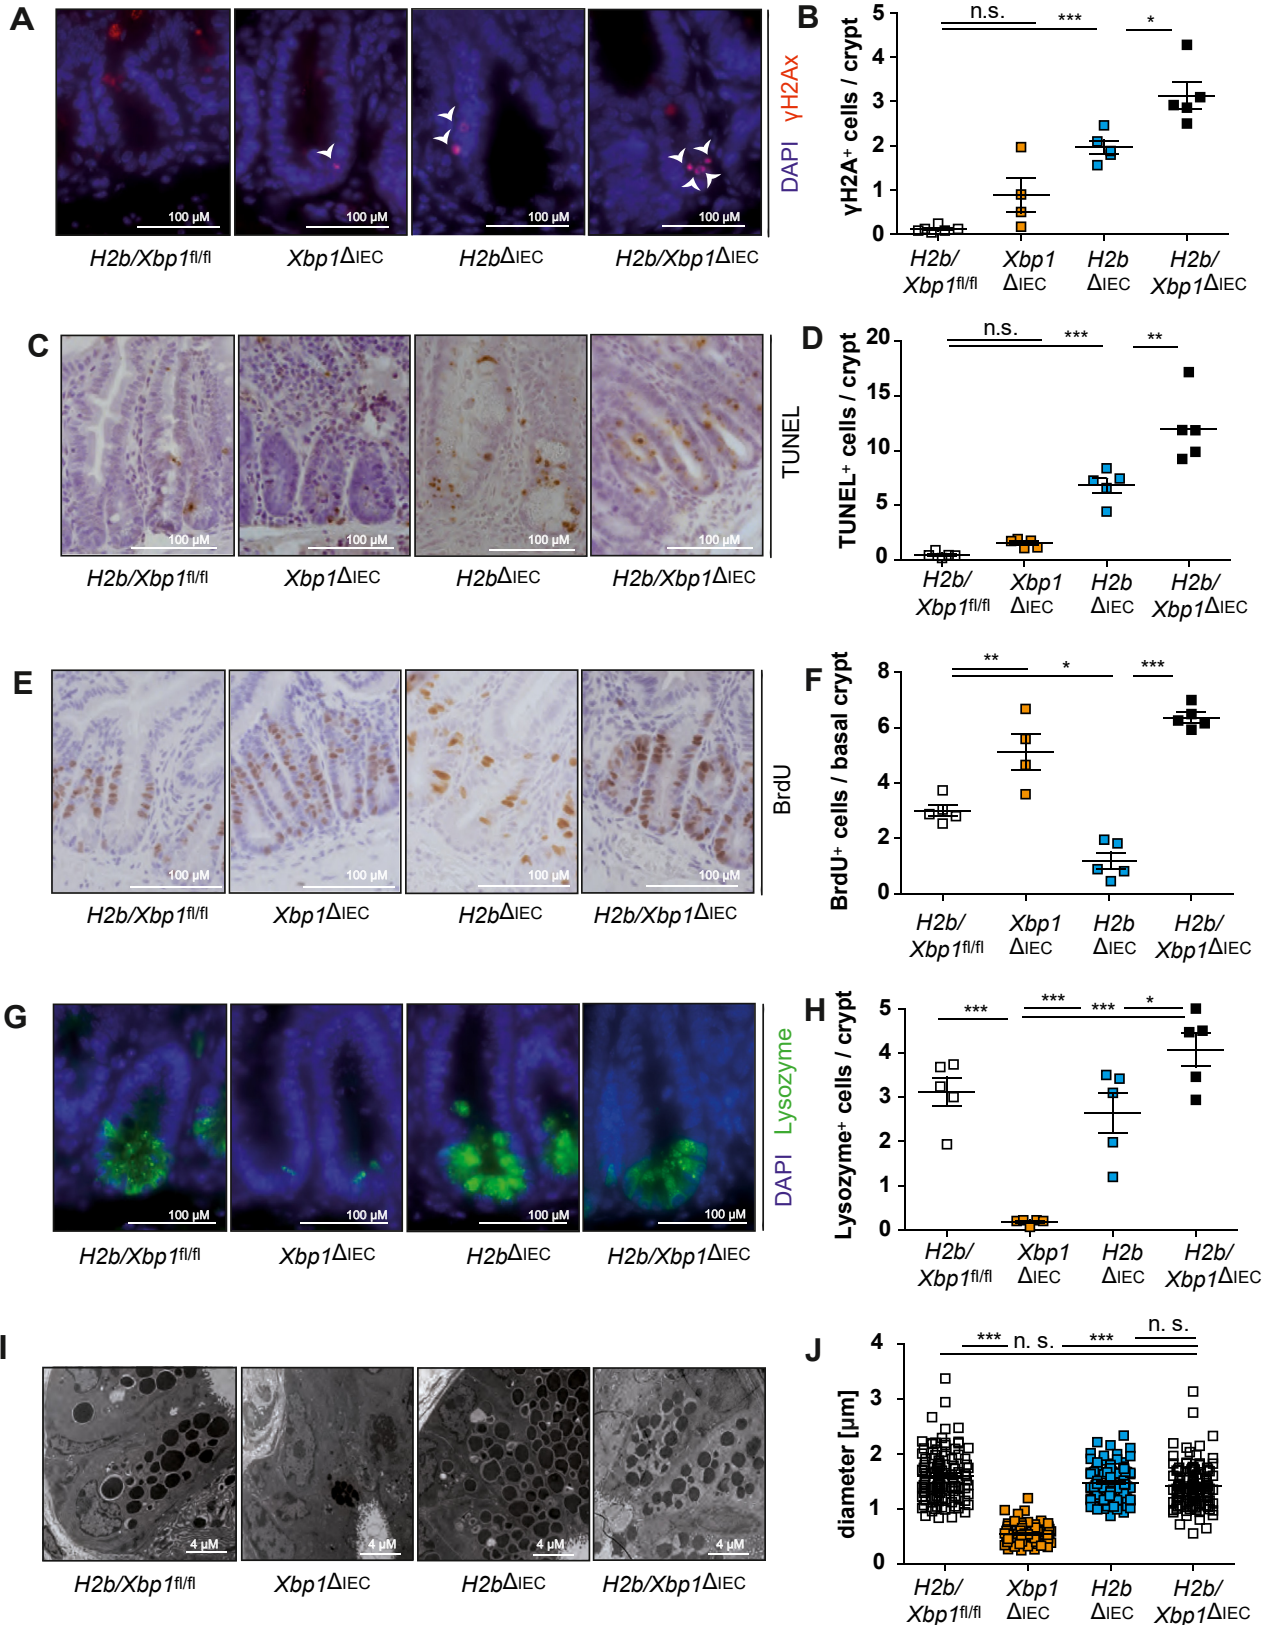 A
100 µM
100 µM
100 µM
100 µM
DAPI γH2Ax
H2b/Xbp1fl/fl
Xbp1ΔIEC
H2bΔIEC
H2b/Xbp1ΔIEC
B
γH2A+ cells / crypt
5
4
3
2
1
0
n.s.
***
*
H2b/
Xbp1fl/fl
Xbp1
ΔIEC
H2b
ΔIEC
H2b/
Xbp1ΔIEC
C
100 µM
100 µM
100 µM
100 µM
TUNEL
H2b/Xbp1fl/fl
Xbp1ΔIEC
H2bΔIEC
H2b/Xbp1ΔIEC
D
TUNEL+ cells / crypt
20
15
10
5
0
n.s.
***
**
H2b/
Xbp1fl/fl
Xbp1
ΔIEC
H2b
ΔIEC
H2b/
Xbp1ΔIEC
E
100 µM
100 µM
100 µM
100 µM
BrdU
H2b/Xbp1fl/fl
Xbp1ΔIEC
H2bΔIEC
H2b/Xbp1ΔIEC
F
BrdU+ cells / basal crypt
8
6
4
2
0
**
*
***
H2b/
Xbp1fl/fl
Xbp1
ΔIEC
H2b
ΔIEC
H2b/
Xbp1ΔIEC
G
100 µM
100 µM
100 µM
100 µM
DAPI Lysozyme
H2b/Xbp1fl/fl
Xbp1ΔIEC
H2bΔIEC
H2b/Xbp1ΔIEC
H
Lysozyme+ cells / crypt
5
4
3
2
1
0
***
***
***
*
H2b/
Xbp1fl/fl
Xbp1
ΔIEC
H2b
ΔIEC
H2b/
Xbp1ΔIEC
I
4 µM
4 µM
4 µM
4 µM
H2b/Xbp1fl/fl
Xbp1ΔIEC
H2bΔIEC
H2b/Xbp1ΔIEC
J
diameter [µm]
4
3
2
1
0
***
n. s.
***
n. s.
H2b/
Xbp1fl/fl
Xbp1
ΔIEC
H2b
ΔIEC
H2b/
Xbp1ΔIEC